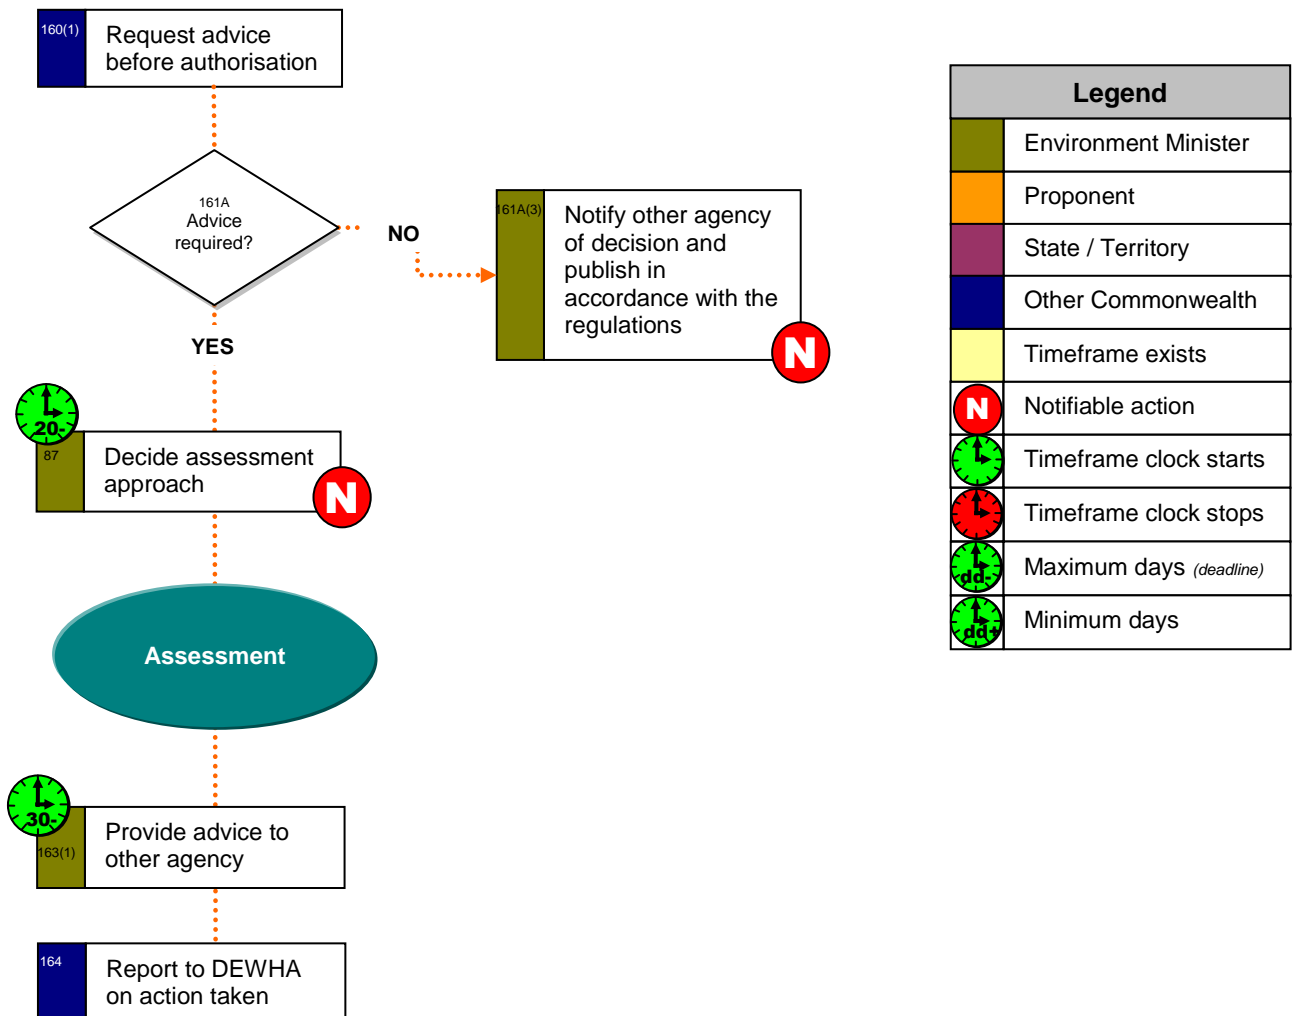 160(1)
Request advice
before authorisation
161A
Advice
required?
NO
161A(3)
Notify other agency
of decision and
publish in
accordance with the
regulations
N
YES
20-
87
Decide assessment
approach
N
Assessment
30-
163(1)
Provide advice to
other agency
164
Report to DEWHA
on action taken
Legend
Environment Minister
Proponent
State / Territory
Other Commonwealth
Timeframe exists
N
Notifiable action
Timeframe clock starts
Timeframe clock stops
dd-
Maximum days (deadline)
dd+
Minimum days